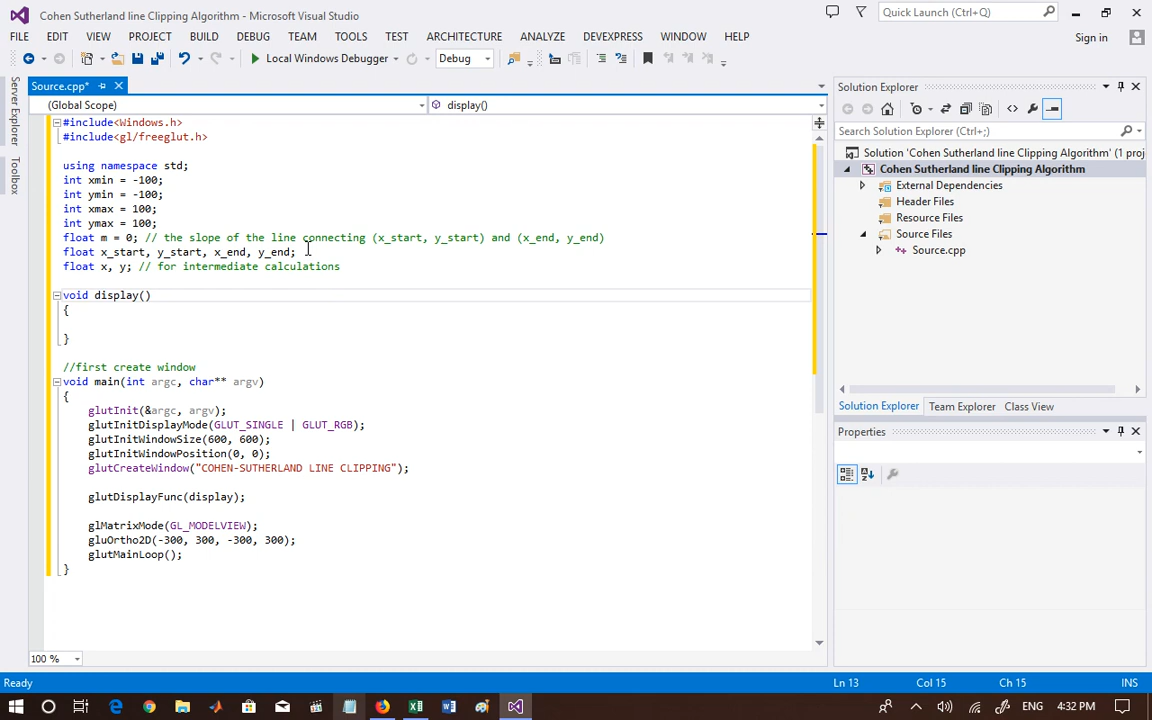 Cohen Sutherland line Clipping Algorithm - Microsoft Visual Studio
Quick Launch (Ctrl+Q)
FILE EDIT VIEW PROJECT BUILD DEBUG TEAM TOOLS TEST ARCHITECTURE ANALYZE DEVEXPRESS WINDOW HELP
Sign in
Local Windows Debugger Debug
Server Explorer
Toolbox
Source.cpp*
(Global Scope) display()
#include<Windows.h>
#include<gl/freeglut.h>
using namespace std;
int xmin = -100;
int ymin = -100;
int xmax = 100;
int ymax = 100;
float m = 0; // the slope of the line connecting (x_start, y_start) and (x_end, y_end)
float x_start, y_start, x_end, y_end;
float x, y; // for intermediate calculations
void display()
{
}
//first create window
void main(int argc, char** argv)
{
glutInit(&argc, argv);
glutInitDisplayMode(GLUT_SINGLE | GLUT_RGB);
glutInitWindowSize(600, 600);
glutInitWindowPosition(0, 0);
glutCreateWindow("COHEN-SUTHERLAND LINE CLIPPING");
glutDisplayFunc(display);
glMatrixMode(GL_MODELVIEW);
gluOrtho2D(-300, 300, -300, 300);
glutMainLoop();
}
100 %
Solution Explorer
Search Solution Explorer (Ctrl+;)
Solution 'Cohen Sutherland line Clipping Algorithm' (1 proj
Cohen Sutherland line Clipping Algorithm
External Dependencies
Header Files
Resource Files
Source Files
Source.cpp
Solution Explorer Team Explorer Class View
Properties
Ready Ln 13 Col 15 Ch 15 INS
ENG 4:32 PM